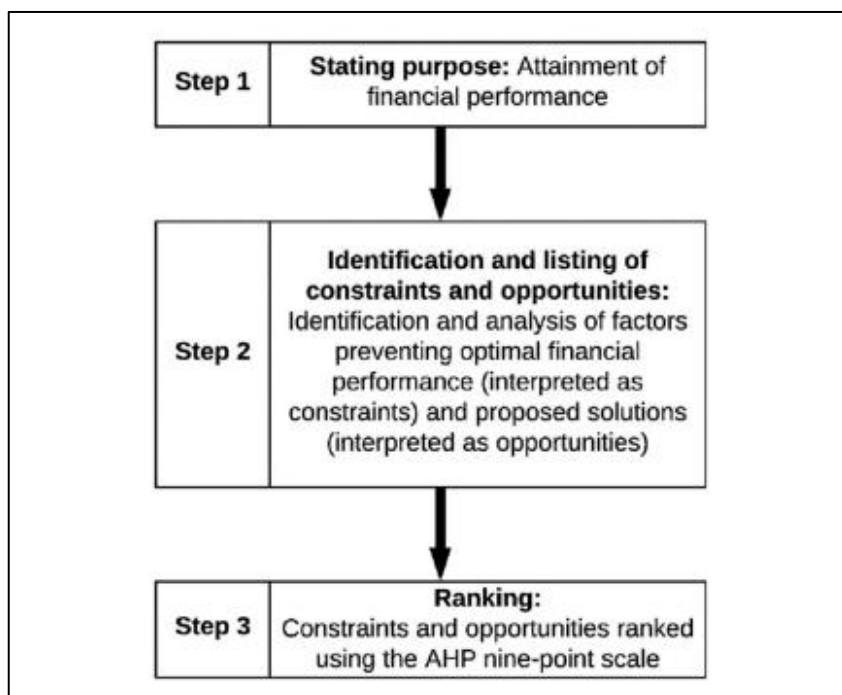 Step 1
Stating purpose: Attainment of
financial performance
Step 2
Identification and listing of
constraints and opportunities:
Identification and analysis of factors
preventing optimal financial
performance (interpreted as
constraints) and proposed solutions
(interpreted as opportunities)
Step 3
Ranking:
Constraints and opportunities ranked
using the AHP nine-point scale